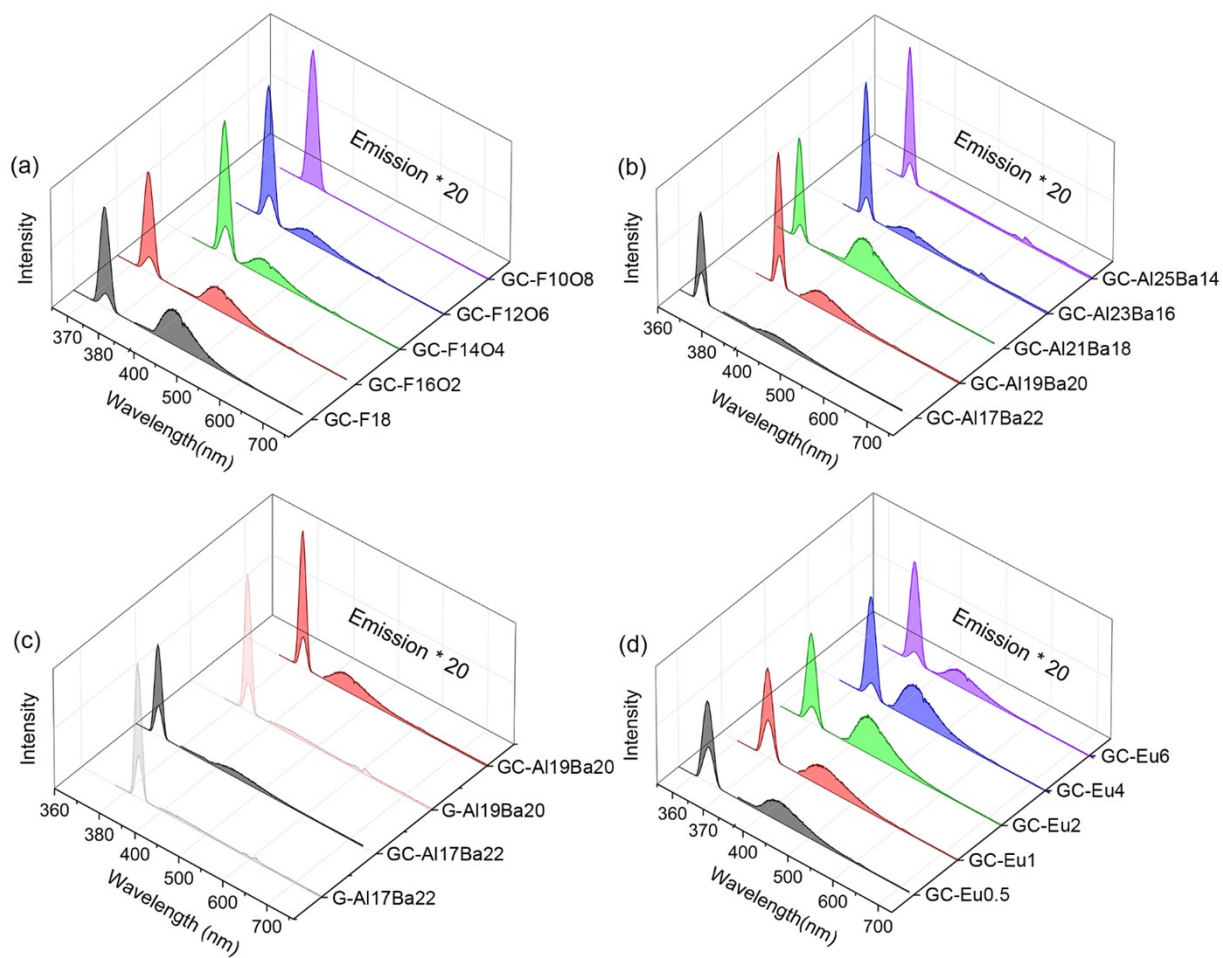 (a)
Intensity
Emission * 20
370
380
400
500
600
700
Wavelength(nm)
GC-F10O8
GC-F12O6
GC-F14O4
GC-F16O2
GC-F18
(b)
Intensity
Emission * 20
360
380
400
500
600
700
Wavelength(nm)
GC-Al25Ba14
GC-Al23Ba16
GC-Al21Ba18
GC-Al19Ba20
GC-Al17Ba22
(c)
Intensity
Emission * 20
360
380
400
500
600
700
Wavelength (nm)
GC-Al19Ba20
G-Al19Ba20
GC-Al17Ba22
G-Al17Ba22
(d)
Intensity
Emission * 20
360
370
400
500
600
700
Wavelength (nm)
GC-Eu6
GC-Eu4
GC-Eu2
GC-Eu1
GC-Eu0.5